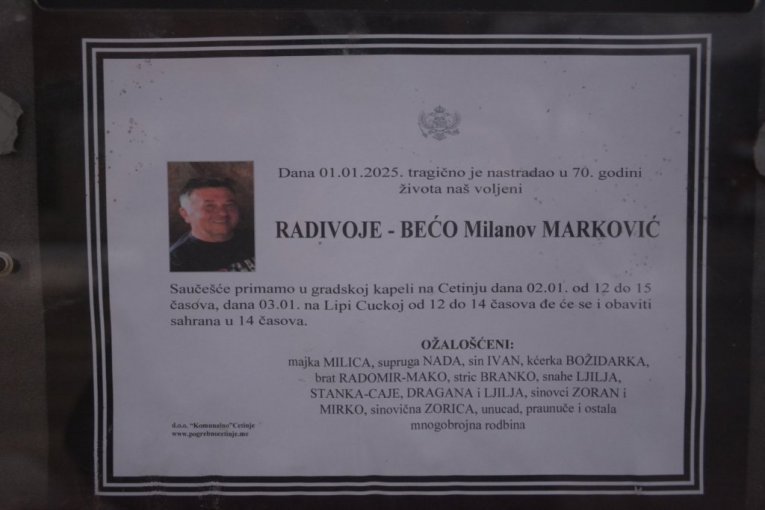 Dana 01.01.2025. tragično je nastradao u 70. godini
života naš voljeni
RADIVOJE - BEĆO Milanov MARKOVIĆ
Saučešće primamo u gradskoj kapeli na Cetinju dana 02.01. od 12 do 15
časova, dana 03.01. na Lipi Cuckoj od 12 do 14 časova đe će se i obaviti
sahrana u 14 časova.
OŽALOŠĆENI:
majka MILICA, supruga NADA, sin IVAN, kćerka BOŽIDARKA,
brat RADOMIR-MAKO, stric BRANKO, snahe LJILJA,
STANKA-CAJE, DRAGANA i LJILJA, sinovci ZORAN i
MIRKO, sinovična ZORICA, unucad, praunuče i ostala
mnogobrojna rodbina
d.o.o. “Komunalno”Cetinje
www.pogrebnocetinje.me